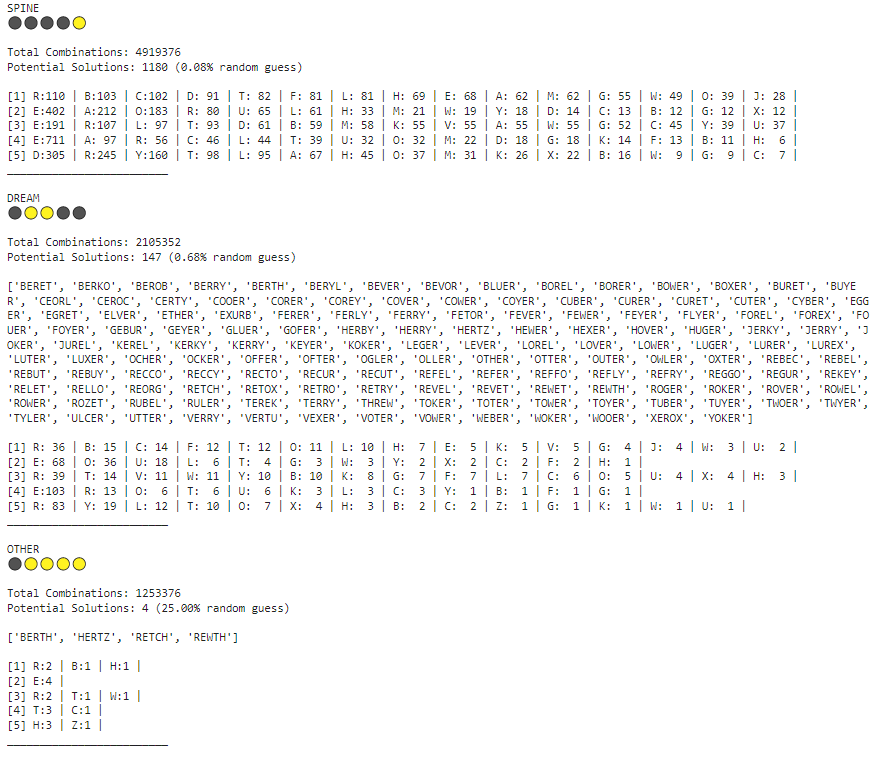 SPINE
Total Combinations: 4919376
Potential Solutions: 1180 (0.08% random guess)
[1] R:110 | B:103 | C:102 | D: 91 | T: 82 | F: 81 | L: 81 | H: 69 | E: 68 | A: 62 | M: 62 | G: 55 | W: 49 | O: 39 | J: 28 |
[2] E:402 | A:212 | O:183 | R: 80 | U: 65 | L: 61 | H: 33 | M: 21 | W: 19 | Y: 18 | D: 14 | C: 13 | B: 12 | G: 12 | X: 12 |
[3] E:191 | R:107 | L: 97 | T: 93 | D: 61 | B: 59 | M: 58 | K: 55 | V: 55 | A: 55 | W: 55 | G: 52 | C: 45 | Y: 39 | U: 37 |
[4] E:711 | A: 97 | R: 56 | C: 46 | L: 44 | T: 39 | U: 32 | O: 32 | M: 22 | D: 18 | G: 18 | K: 14 | F: 13 | B: 11 | H:  6 |
[5] D:305 | R:245 | Y:160 | T: 98 | L: 95 | A: 67 | H: 45 | O: 37 | M: 31 | K: 26 | X: 22 | B: 16 | W:  9 | G:  9 | C:  7 |
DREAM
Total Combinations: 2105352
Potential Solutions: 147 (0.68% random guess)
['BERET', 'BERKO', 'BEROB', 'BERRY', 'BERTH', 'BERYL', 'BEVER', 'BEVOR', 'BLUER', 'BOREL', 'BORER', 'BOWER', 'BOXER', 'BURET', 'BUYE
R', 'CEORL', 'CEROC', 'CERTY', 'COOER', 'CORER', 'COREY', 'COVER', 'COWER', 'COYER', 'CUBER', 'CURER', 'CURET', 'CUTER', 'CYBER', 'EGG
ER', 'EGRET', 'ELVER', 'ETHER', 'EXURB', 'FERER', 'FERLY', 'FERRY', 'FETOR', 'FEVER', 'FEWER', 'FEYER', 'FLYER', 'FOREL', 'FOREX', 'FO
UER', 'FOYER', 'GEBUR', 'GEYER', 'GLUER', 'GOFER', 'HERBY', 'HERRY', 'HERTZ', 'HEWER', 'HEXER', 'HOVER', 'HUGER', 'JERKY', 'JERRY', 'J
OKER', 'JUREL', 'KEREL', 'KERKY', 'KERRY', 'KEYER', 'KOKER', 'LEGER', 'LEVER', 'LOREL', 'LOVER', 'LOWER', 'LUGER', 'LURER', 'LUREX',
'LUTER', 'LUXER', 'OCHER', 'OCKER', 'OFFER', 'OFTER', 'OGLER', 'OLLER', 'OTHER', 'OTTER', 'OUTER', 'OWLER', 'OXTER', 'REBEC', 'REBEL',
'REBUT', 'REBUY', 'RECCO', 'RECCY', 'RECTO', 'RECUR', 'RECUT', 'REFEL', 'REFER', 'REFFO', 'REFLY', 'REFRY', 'REGGO', 'REGUR', 'REKEY',
'RELET', 'RELLO', 'REORG', 'RETCH', 'RETOX', 'RETRO', 'RETRY', 'REVEL', 'REVET', 'REWET', 'REWTH', 'ROGER', 'ROKER', 'ROVER', 'ROWEL',
'ROWER', 'ROZET', 'RUBEL', 'RULER', 'TEREK', 'TERRY', 'THREW', 'TOKER', 'TOTER', 'TOWER', 'TOYER', 'TUBER', 'TUYER', 'TWOER', 'TWYER',
'TYLER', 'ULCER', 'UTTER', 'VERRY', 'VERTU', 'VEXER', 'VOTER', 'VOWER', 'WEBER', 'WOKER', 'WOOER', 'XEROX', 'YOKER']
[1] R: 36 | B: 15 | C: 14 | F: 12 | T: 12 | O: 11 | L: 10 | H:  7 | E:  5 | K:  5 | V:  5 | G:  4 | J:  4 | W:  3 | U:  2 |
[2] E: 68 | O: 36 | U: 18 | L:  6 | T:  4 | G:  3 | W:  3 | Y:  2 | X:  2 | C:  2 | F:  2 | H:  1 |
[3] R: 39 | T: 14 | V: 11 | W: 11 | Y: 10 | B: 10 | K:  8 | G:  7 | F:  7 | L:  7 | C:  6 | O:  5 | U:  4 | X:  4 | H:  3 |
[4] E:103 | R: 13 | O:  6 | T:  6 | U:  6 | K:  3 | L:  3 | C:  3 | Y:  1 | B:  1 | F:  1 | G:  1 |
[5] R: 83 | Y: 19 | L: 12 | T: 10 | O:  7 | X:  4 | H:  3 | B:  2 | C:  2 | Z:  1 | G:  1 | K:  1 | W:  1 | U:  1 |
OTHER
Total Combinations: 1253376
Potential Solutions: 4 (25.00% random guess)
['BERTH', 'HERTZ', 'RETCH', 'REWTH']
[1] R:2 | B:1 | H:1 |
[2] E:4 |
[3] R:2 | T:1 | W:1 |
[4] T:3 | C:1 |
[5] H:3 | Z:1 |